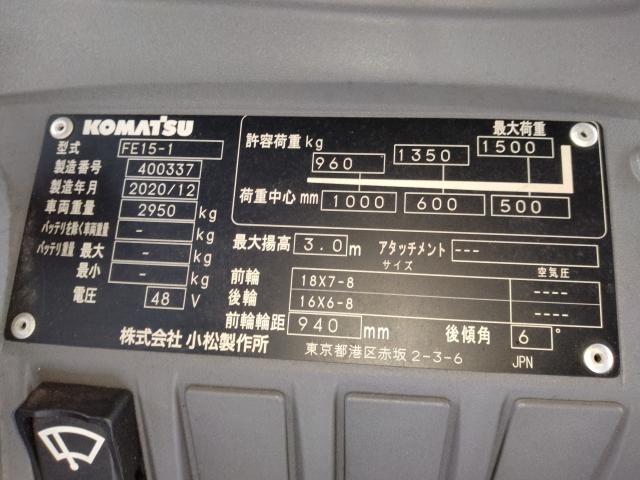 KOMATSU
型式 FE15-1
製造番号 400337
製造年月 2020/12
車両重量 2950 kg
バッテリを除く車両重量 - kg
バッテリ重量 最大 - kg
最小 - kg
電圧 48 V
株式会社 小松製作所
最大荷重
許容荷重 kg 960 1350 1500
荷重中心 mm 1000 600 500
最大揚高 3.0 m アタッチメント ---
サイズ 空気圧
前輪 18X7-8 ----
後輪 16X6-8 ----
前輪輪距 940 mm 後傾角 6 °
東京都港区赤坂 2-3-6 JPN